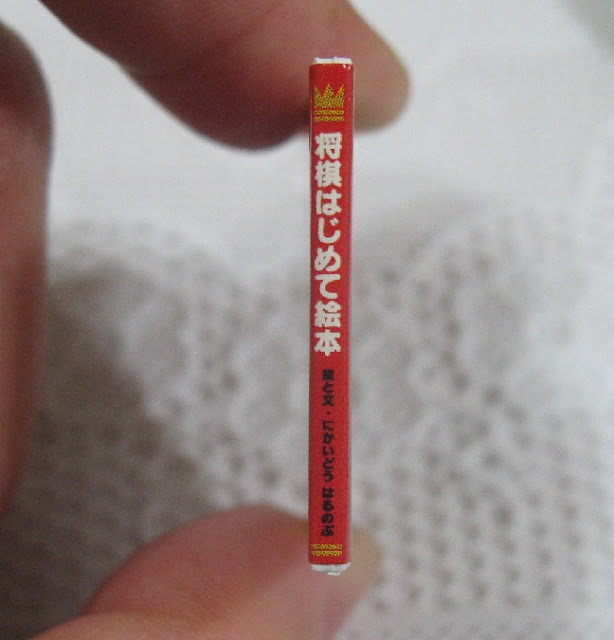 将棋はじめて絵本
絵と文・にかいどう はるのぶ